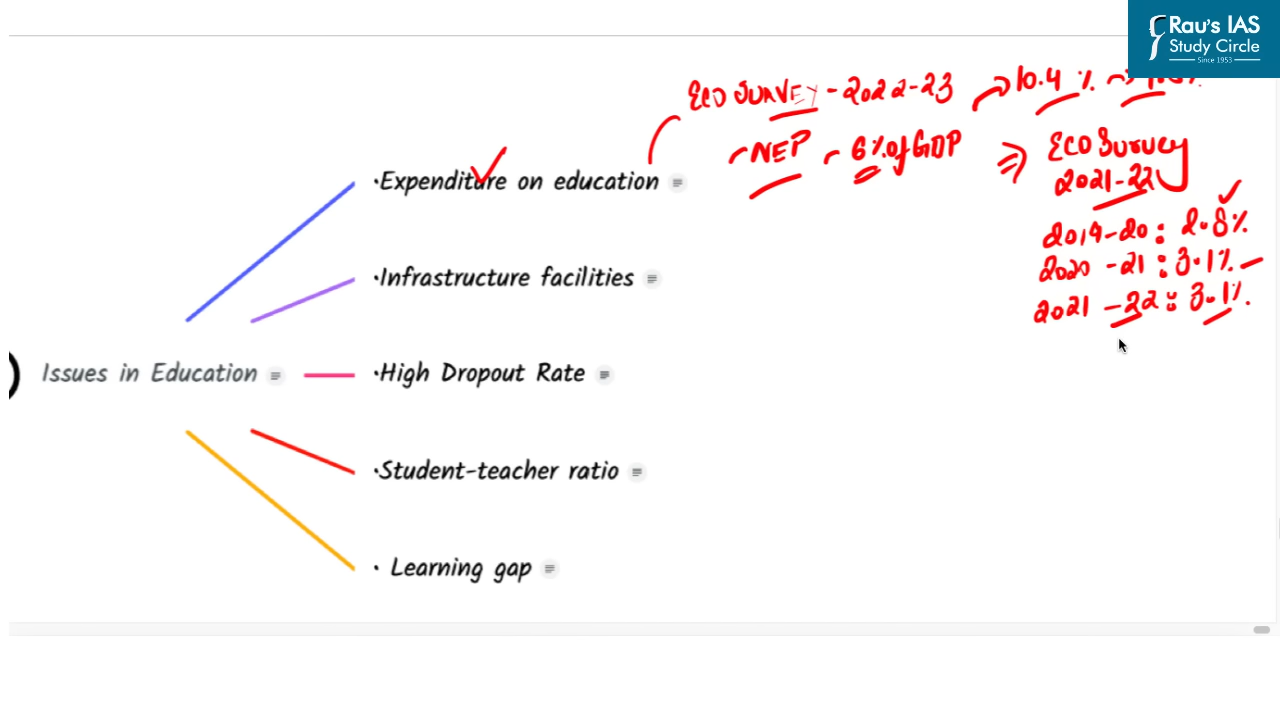 Rau's IAS
Study Circle
Since 1953
ECO SURVEY - 2022-23 → 10.4 % →
- NEP - 6% of GDP ⇒ ECO Survey
2021-22
·Expenditure on education
2019-20 : 2.8%
2020 -21 : 3.1%
·Infrastructure facilities
2021 -22 : 3.1%
Issues in Education
·High Dropout Rate
·Student-teacher ratio
· Learning gap